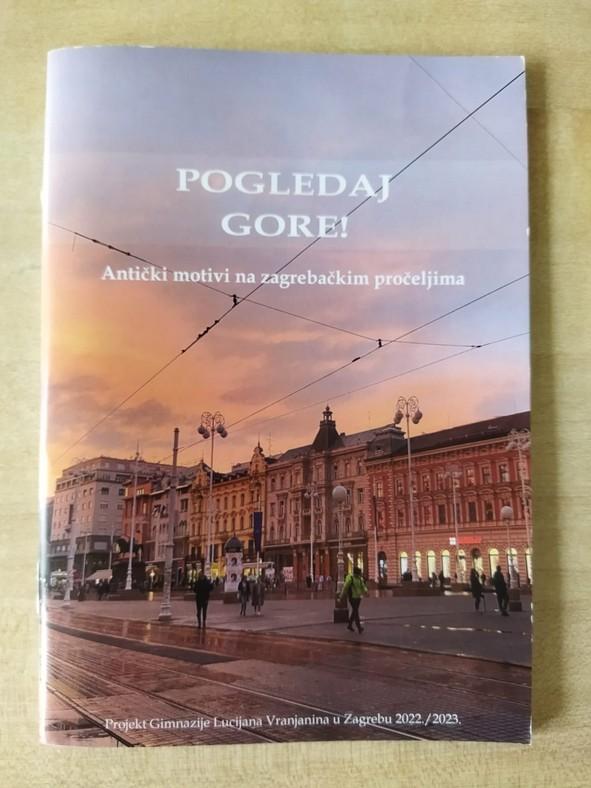 POGLEDAJ
GORE!
Antički motivi na zagrebačkim pročeljima
Projekt Gimnazije Lucijana Vranjanina u Zagrebu 2022./2023.